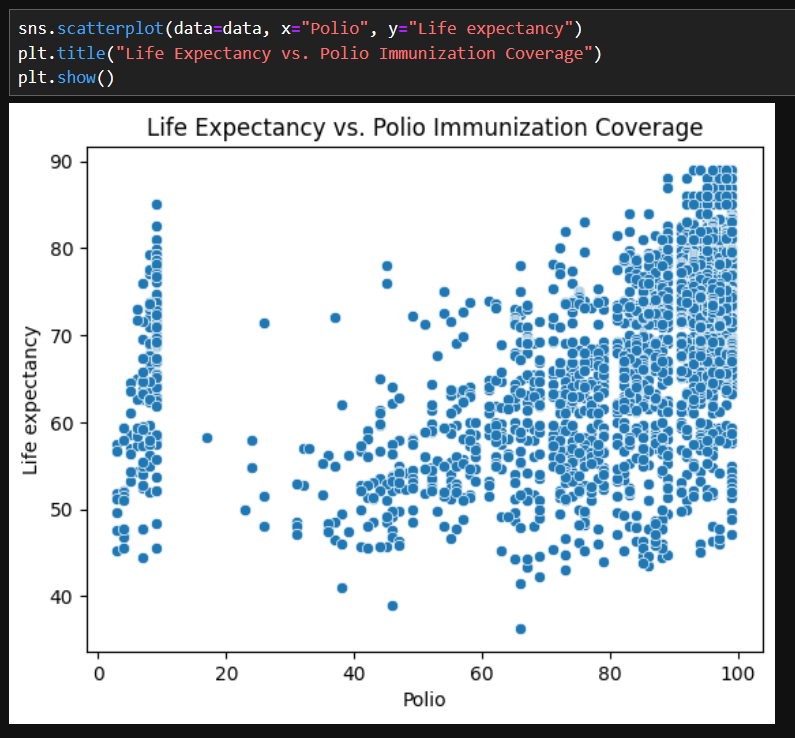 sns.scatterplot(data=data, x="Polio", y="Life expectancy")
plt.title("Life Expectancy vs. Polio Immunization Coverage")
plt.show()
Life Expectancy vs. Polio Immunization Coverage
90
80
70
60
50
40
Life expectancy
0 20 40 60 80 100
Polio